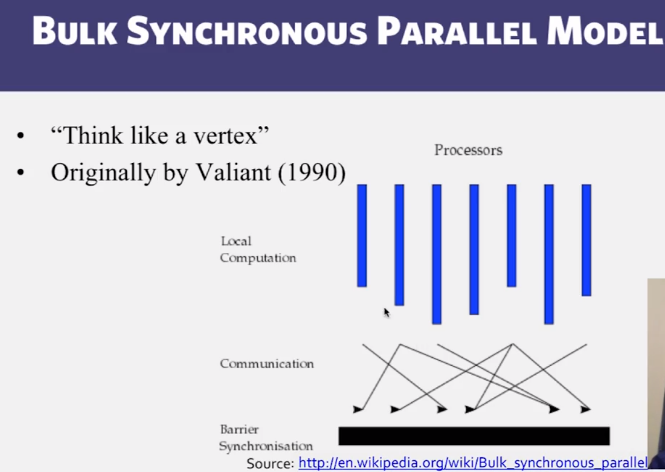 BULK SYNCHRONOUS PARALLEL MODEL
• “Think like a vertex”
• Originally by Valiant (1990)
Processors
Local
Computation
Communication
Barrier
Synchronisation
Source: http://en.wikipedia.org/wiki/Bulk_synchronous_parallel